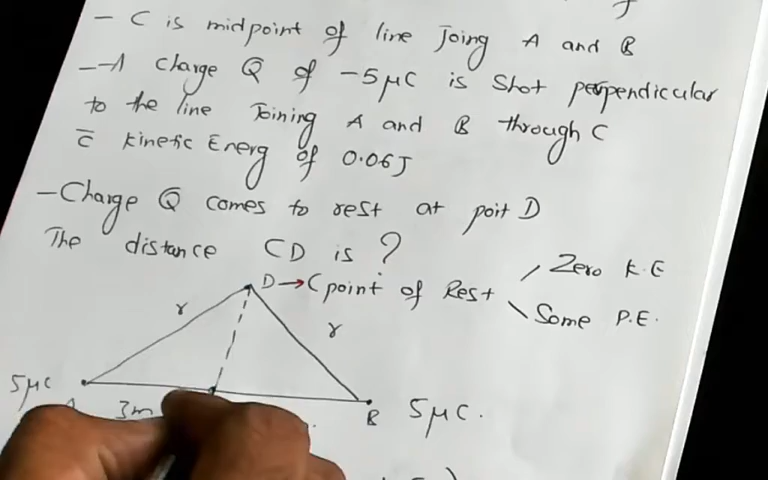 - C is midpoint of line Joing A and B
- A charge Q of -5μC is Shot perpendicular
to the line Joining A and B through C
c̄ kinetic Energ of 0.06J
- Charge Q comes to rest at poit D
The distance CD is ?
Zero K.E
D → ( point of Rest
Some P.E.
r
r
5μC
3m
B 5μC.